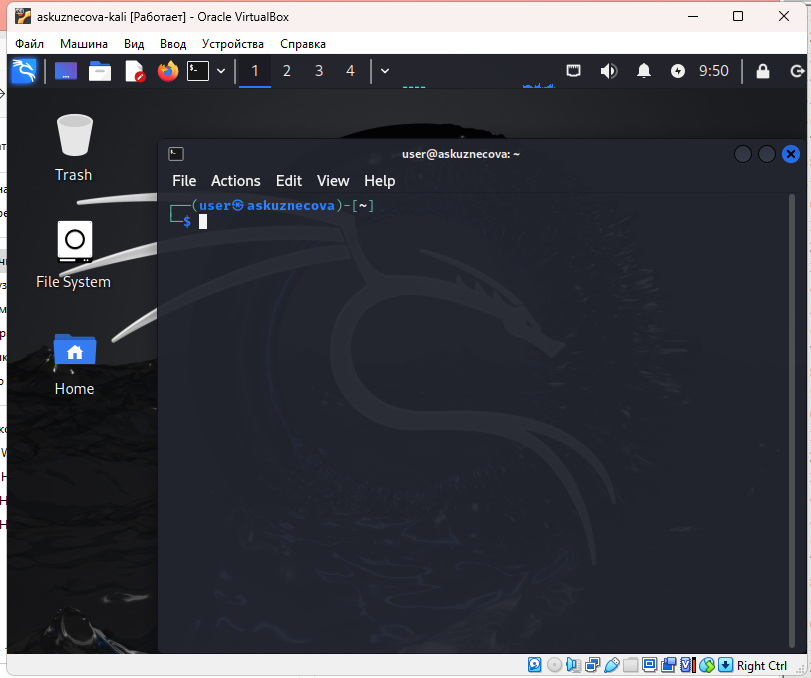 askuznecova-kali [Работает] - Oracle VirtualBox
Файл Машина Вид Ввод Устройства Справка
1 2 3 4 9:50
Trash
File System
Home
user@askuznecova: ~
File Actions Edit View Help
┌──(user㉿askuznecova)-[~]
└─$
Right Ctrl